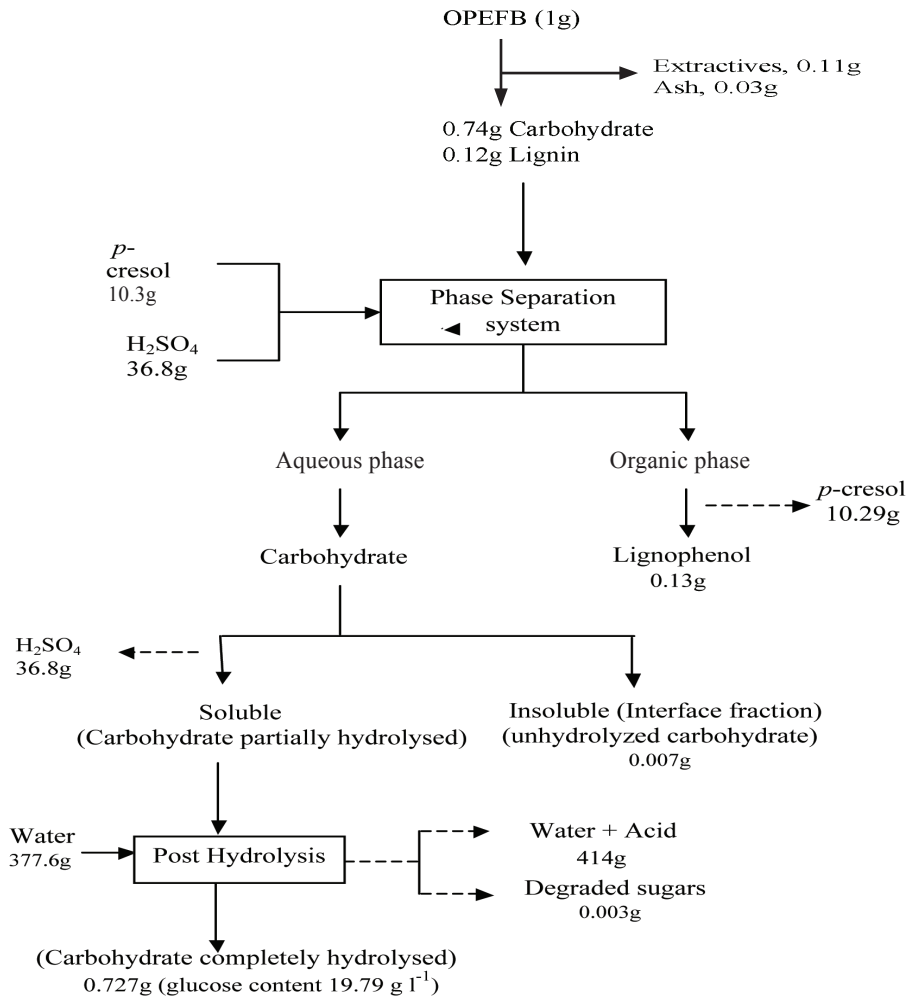 OPEFB (1g)
Extractives, 0.11g
Ash, 0.03g
0.74g Carbohydrate
0.12g Lignin
p-
cresol
10.3g
H₂SO₄
36.8g
Phase Separation
system
Aqueous phase
Organic phase
p-cresol
10.29g
Carbohydrate
Lignophenol
0.13g
H₂SO₄
36.8g
Soluble
(Carbohydrate partially hydrolysed)
Insoluble (Interface fraction)
(unhydrolyzed carbohydrate)
0.007g
Water
377.6g
Post Hydrolysis
Water + Acid
414g
Degraded sugars
0.003g
(Carbohydrate completely hydrolysed)
0.727g (glucose content 19.79 g l⁻¹)